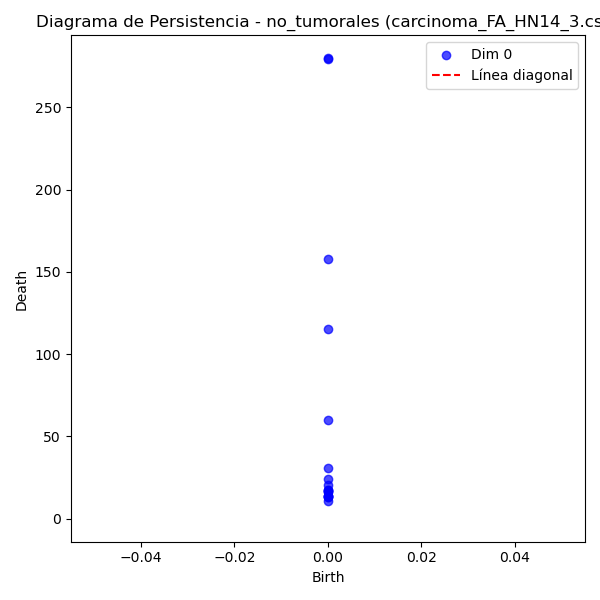 Diagrama de Persistencia - no_tumorales (carcinoma_FA_HN14_3.cs
Dim 0
Línea diagonal
250
200
150
100
50
0
Death
−0.04
−0.02
0.00
0.02
0.04
Birth